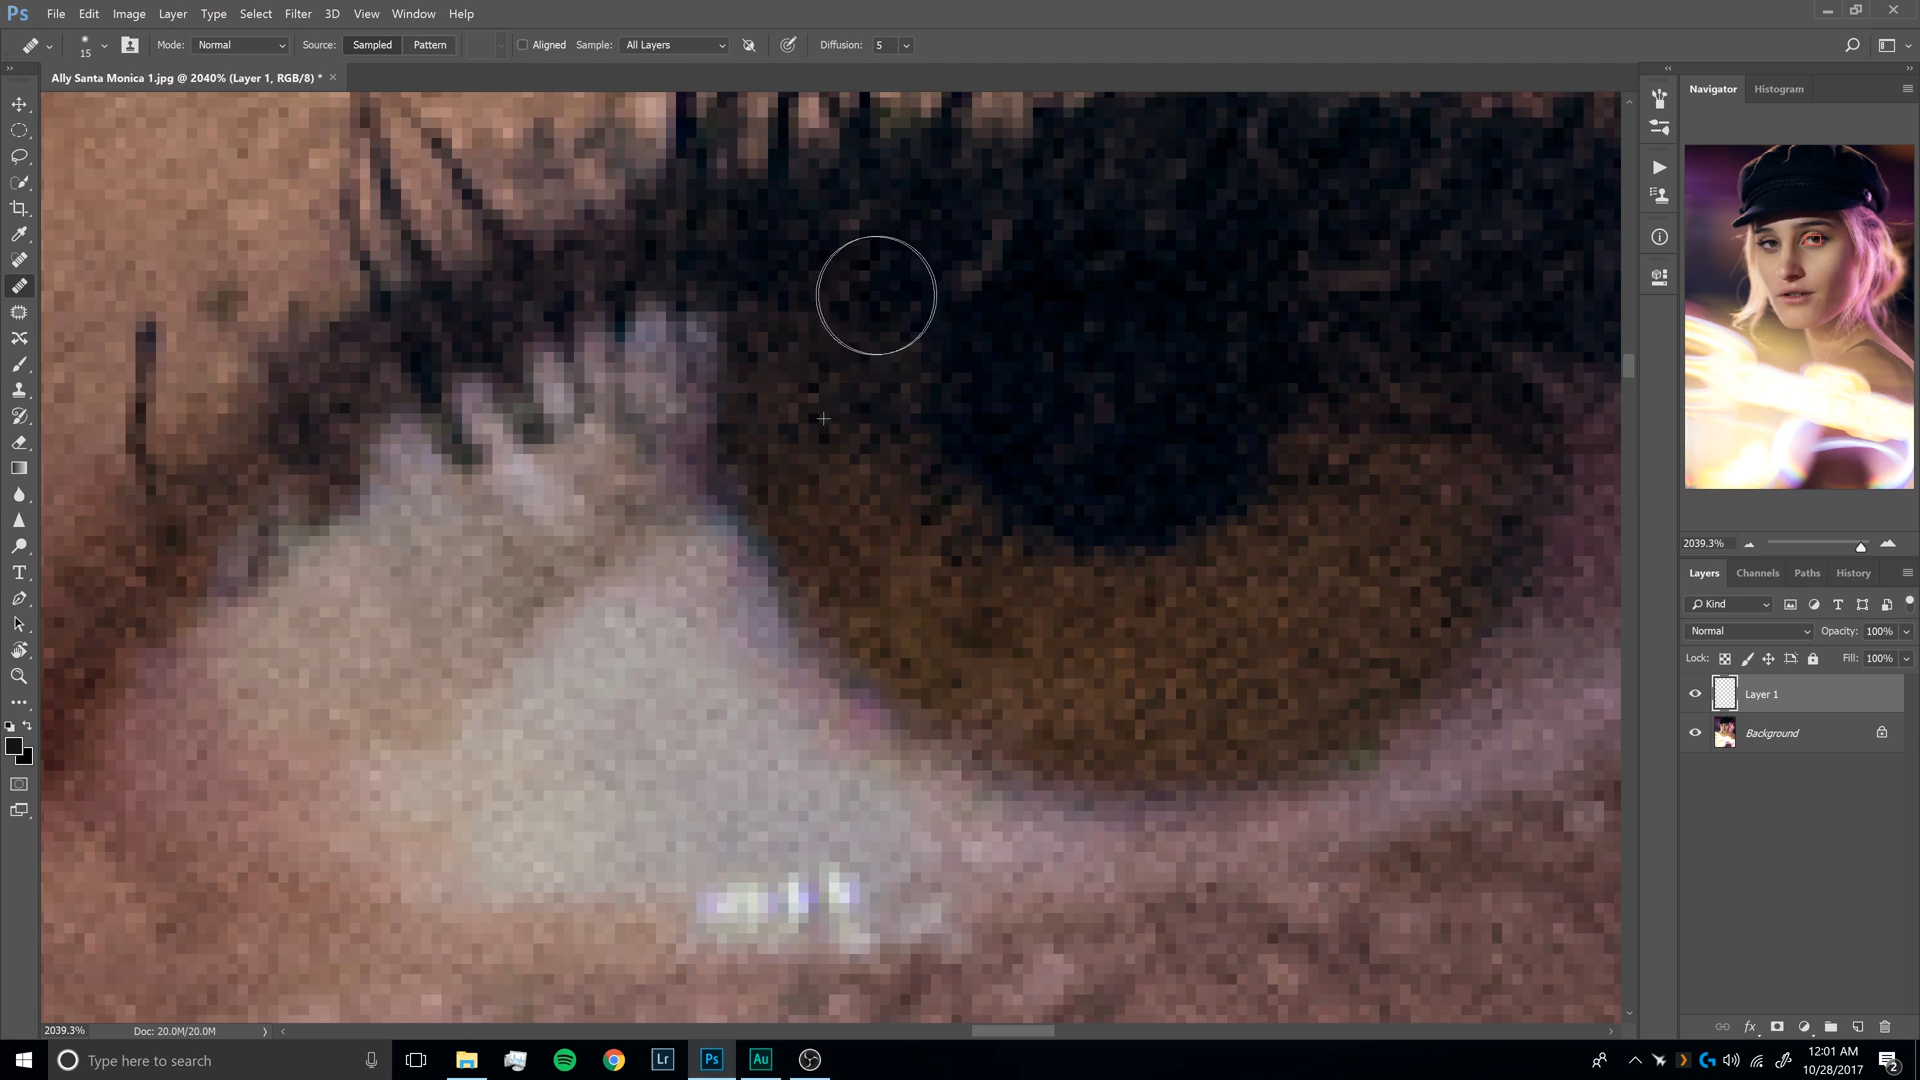 Ps File Edit Image Layer Type Select Filter 3D View Window Help
15 Mode: Normal Source: Sampled Pattern Aligned Sample: All Layers Diffusion: 5
Ally Santa Monica 1.jpg @ 2040% (Layer 1, RGB/8) *
Navigator Histogram
2039.3%
Layers Channels Paths History
Kind
Normal Opacity: 100%
Lock: Fill: 100%
Layer 1
Background
fx
2039.3% Doc: 20.0M/20.0M
Type here to search
Lr Ps Au
12:01 AM
10/28/2017
2